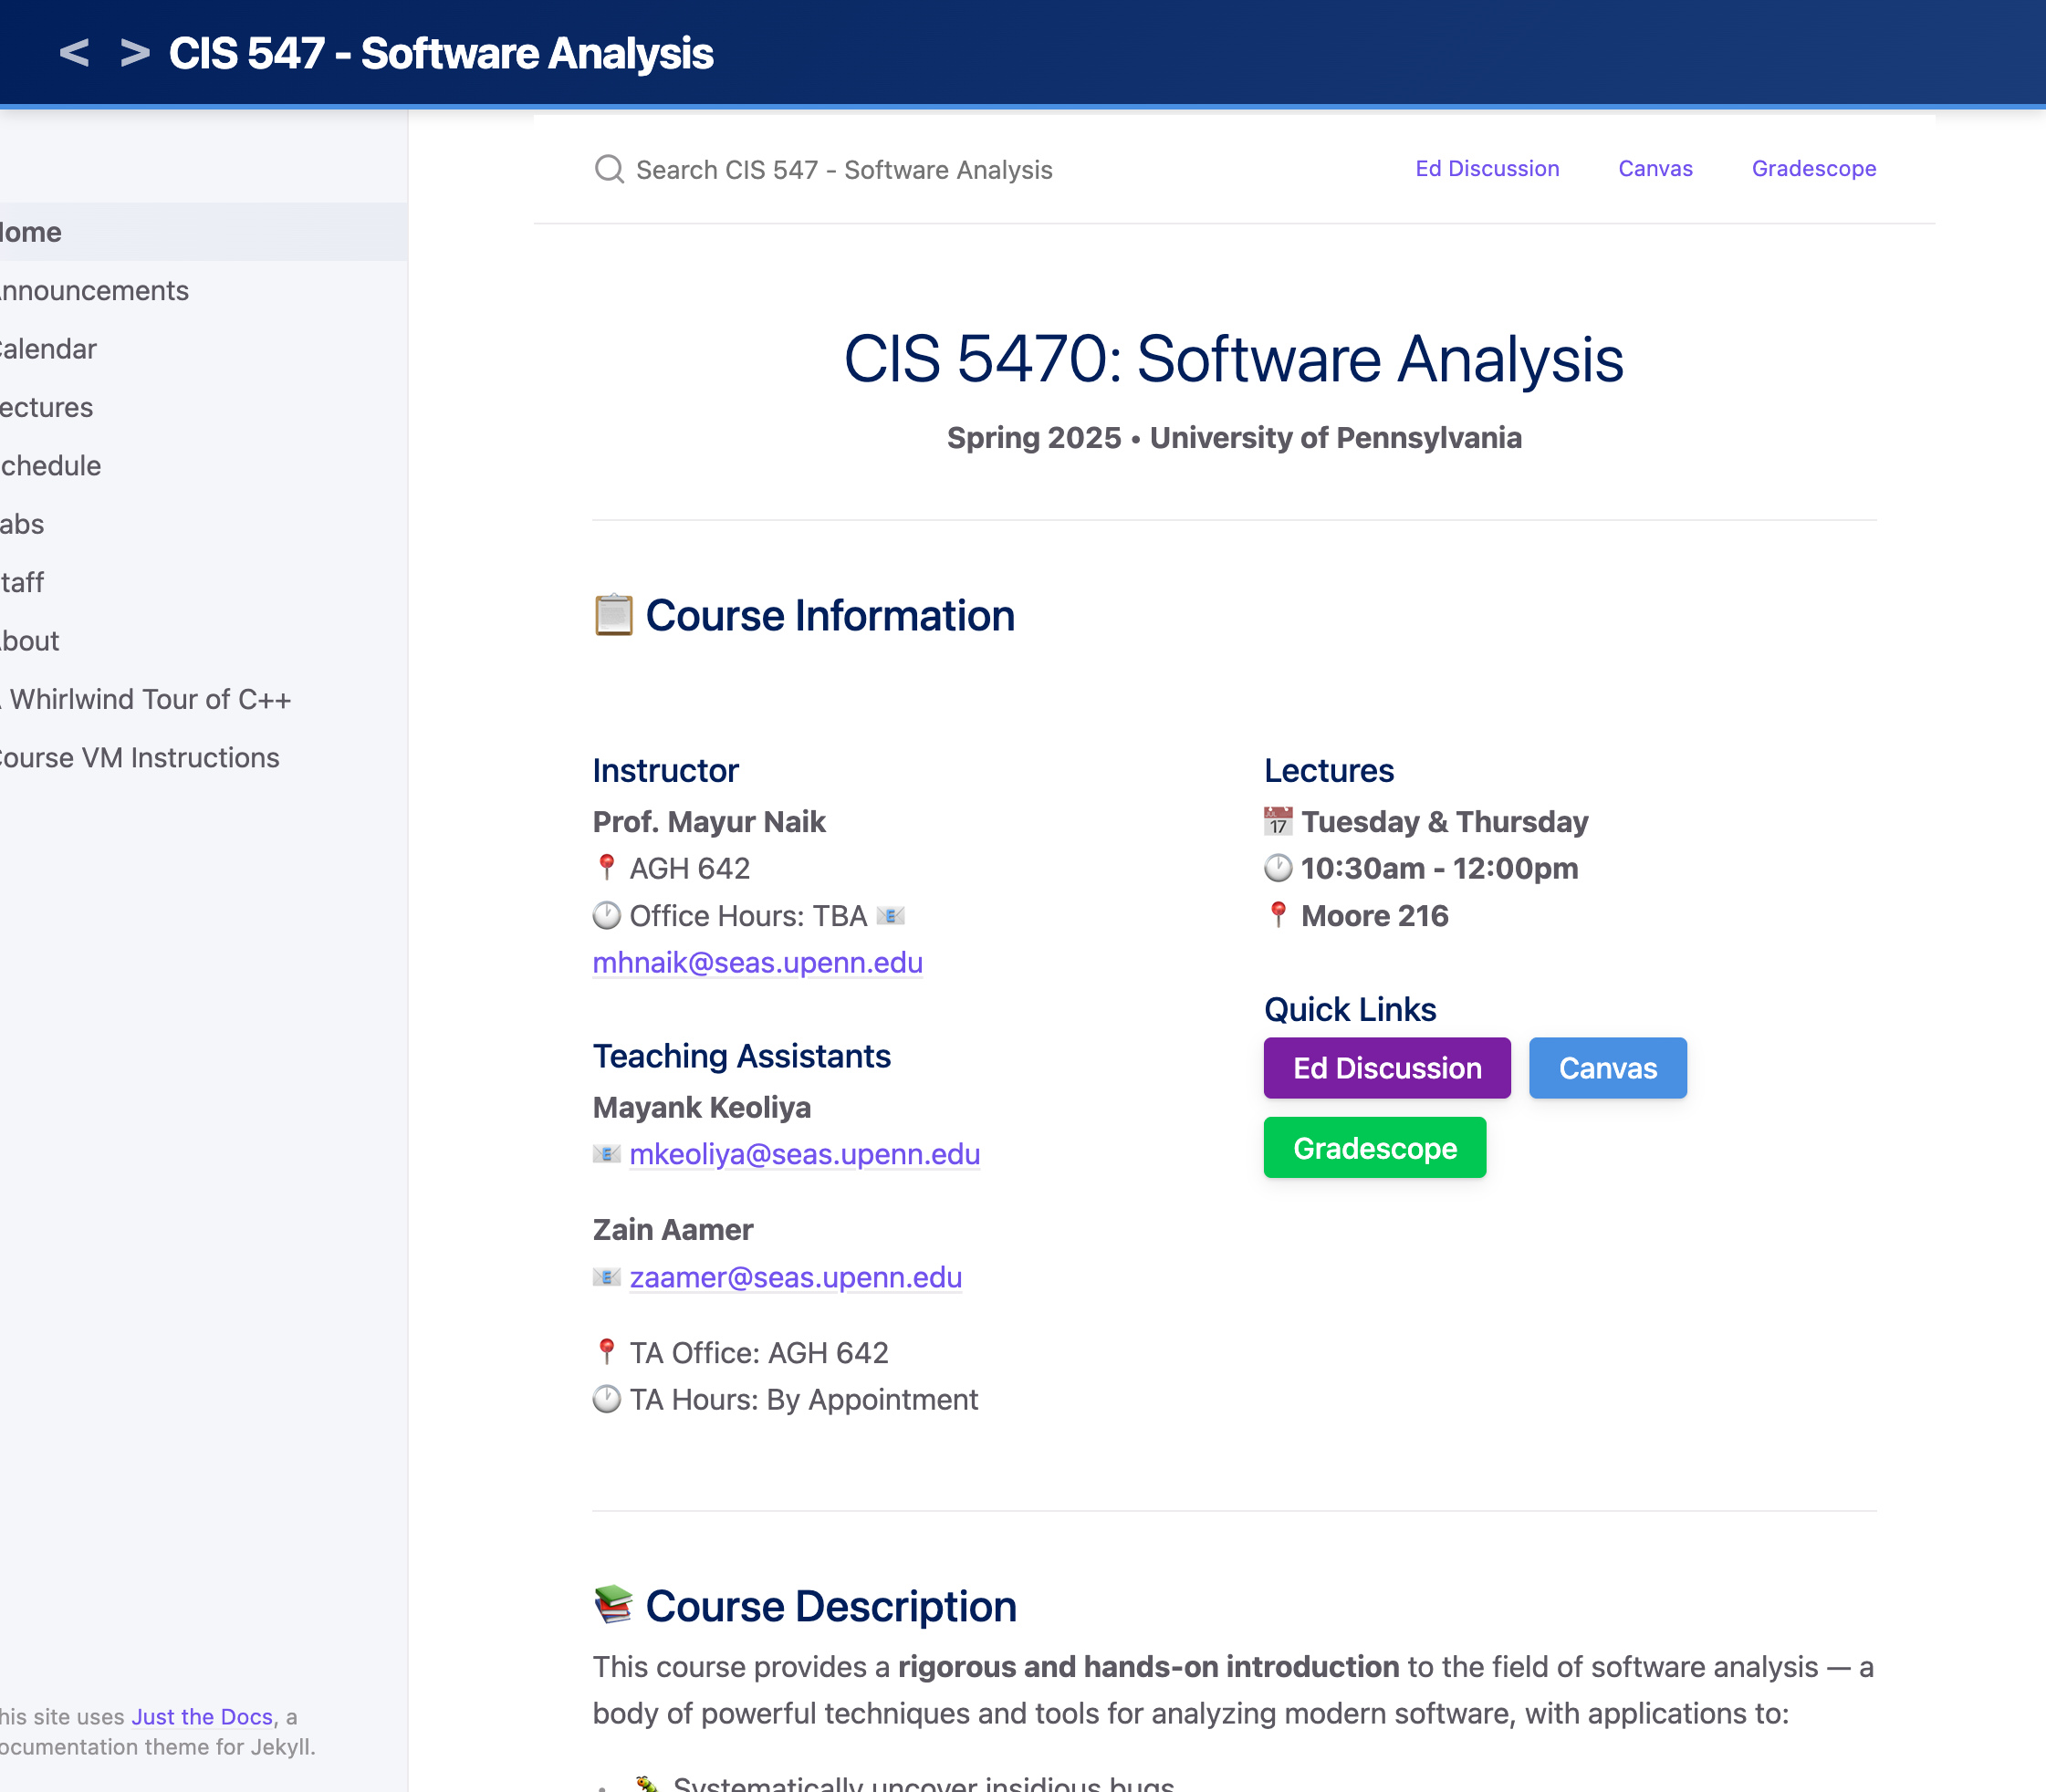 < > CIS 547 - Software Analysis
Search CIS 547 - Software Analysis
Ed Discussion
Canvas
Gradescope
ome
nnouncements
alendar
ectures
chedule
abs
taff
bout
Whirlwind Tour of C++
ourse VM Instructions
his site uses Just the Docs, a
ocumentation theme for Jekyll.
CIS 5470: Software Analysis
Spring 2025 • University of Pennsylvania
📋 Course Information
Instructor
Prof. Mayur Naik
📍 AGH 642
🕐 Office Hours: TBA 📧
mhnaik@seas.upenn.edu
Teaching Assistants
Mayank Keoliya
📧 mkeoliya@seas.upenn.edu
Zain Aamer
📧 zaamer@seas.upenn.edu
📍 TA Office: AGH 642
🕐 TA Hours: By Appointment
Lectures
📅 Tuesday & Thursday
🕐 10:30am - 12:00pm
📍 Moore 216
Quick Links
Ed Discussion
Canvas
Gradescope
📚 Course Description
This course provides a rigorous and hands-on introduction to the field of software analysis — a
body of powerful techniques and tools for analyzing modern software, with applications to:
• 🐛 Systematically uncover insidious bugs